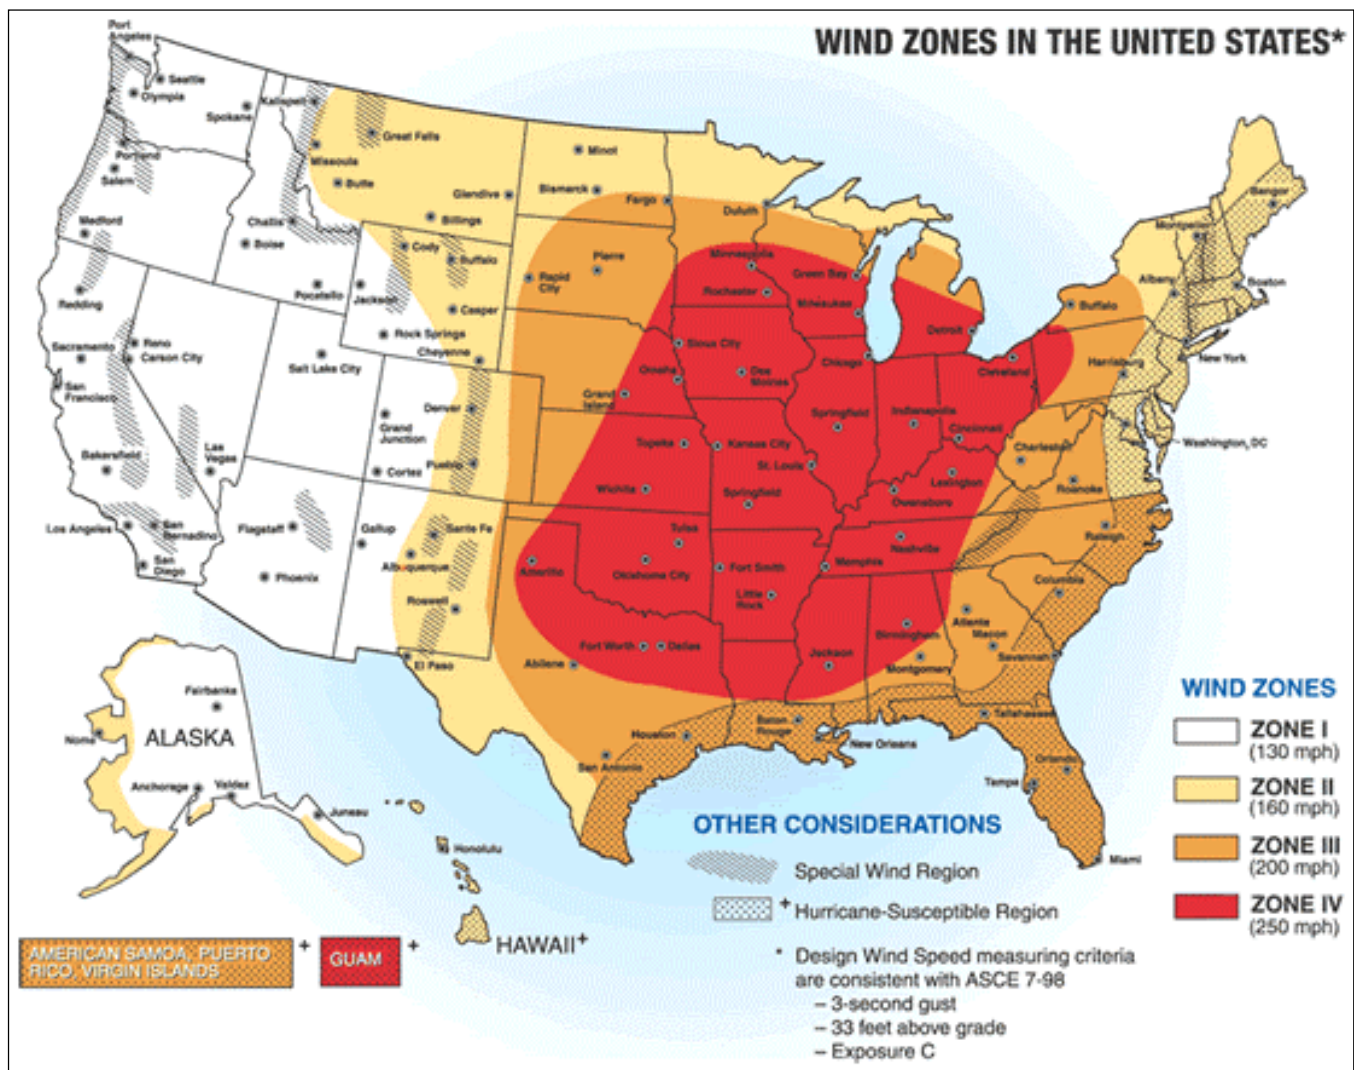 WIND ZONES IN THE UNITED STATES*
Port
Angeles
Seattle
Olympia
Spokane
Kalispell
Great Falls
Missoula
Butte
Glendive
Billings
Minot
Bismarck
Fargo
Duluth
Portland
Salem
Medford
Challis
Boise
Pocatello
Jackson
Cody
Buffalo
Casper
Rock Springs
Cheyenne
Rapid
City
Pierre
Minneapolis
Rochester
Green Bay
Milwaukee
Detroit
Buffalo
Albany
Montpelier
Bangor
Boston
New York
Harrisburg
Washington, DC
Redding
Sacramento
Reno
Carson City
San
Francisco
Salt Lake City
Denver
Grand
Junction
Pueblo
Cortez
Sioux City
Omaha
Des
Moines
Grand
Island
Chicago
Cleveland
Springfield
Indianapolis
Cincinnati
Charleston
Roanoke
Raleigh
Topeka
Kansas City
St. Louis
Lexington
Owensboro
Wichita
Springfield
Bakersfield
Las
Vegas
Los Angeles
San
Bernadino
San
Diego
Flagstaff
Phoenix
Gallup
Sante Fe
Albuquerque
Roswell
El Paso
Amarillo
Tulsa
Oklahoma City
Fort Smith
Little
Rock
Memphis
Nashville
Columbia
Atlanta
Macon
Savannah
Birmingham
Montgomery
Jackson
Fort Worth
Dallas
Abilene
Houston
San Antonio
Baton
Rouge
New Orleans
Tallahassee
Orlando
Tampa
Miami
Fairbanks
Nome
ALASKA
Anchorage
Valdez
Juneau
Honolulu
HAWAII+
AMERICAN SAMOA, PUERTO
RICO, VIRGIN ISLANDS
+
GUAM
+
OTHER CONSIDERATIONS
Special Wind Region
+ Hurricane-Susceptible Region
* Design Wind Speed measuring criteria
are consistent with ASCE 7-98
– 3-second gust
– 33 feet above grade
– Exposure C
WIND ZONES
ZONE I
(130 mph)
ZONE II
(160 mph)
ZONE III
(200 mph)
ZONE IV
(250 mph)